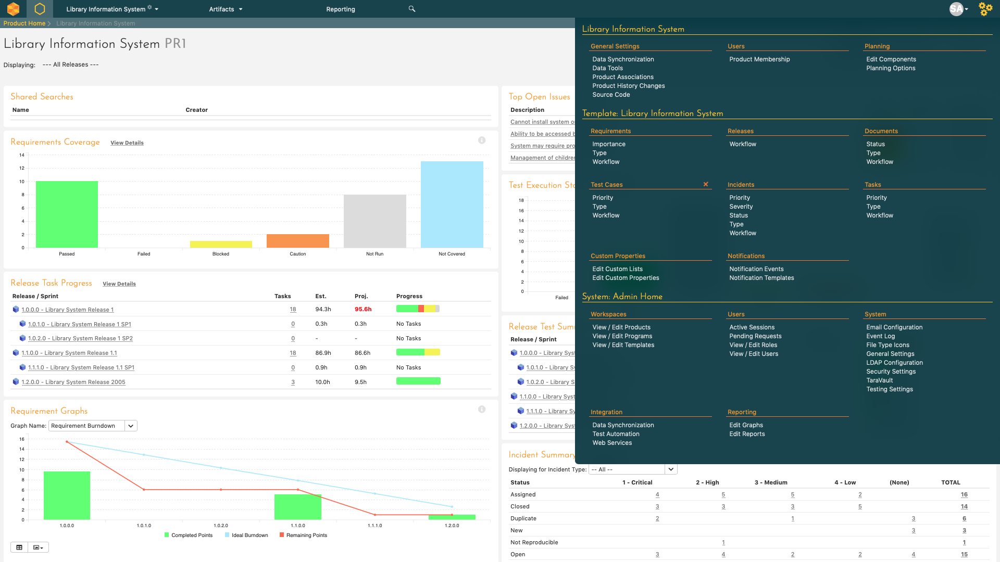 Library Information System
Artifacts
Reporting
SA
Product Home
Library Information System
Library Information System PR1
Displaying: --- All Releases ---
Shared Searches
Name Creator
Requirements Coverage View Details
14
12
10
8
6
4
2
0
Passed Failed Blocked Caution Not Run Not Covered
Release Task Progress View Details
Release / Sprint Tasks Est. Proj. Progress
1.0.0.0 - Library System Release 1 18 94.3h 95.6h
1.0.1.0 - Library System Release 1 SP1 0 0.3h 0.3h No Tasks
1.0.2.0 - Library System Release 1 SP2 0 - - No Tasks
1.1.0.0 - Library System Release 1.1 18 86.9h 86.6h
1.1.1.0 - Library System Release 1.1 SP1 0 0.9h 0.9h No Tasks
1.2.0.0 - Library System Release 2005 3 10.0h 9.5h
Requirement Graphs
Graph Name: Requirement Burndown
16
14
12
10
8
6
4
2
0
1.0.0.0 1.0.1.0 1.0.2.0 1.1.0.0 1.1.1.0 1.2.0.0
Completed Points Ideal Burndown Remaining Points
Top Open Issues
Description
Cannot install system o
Ability to be accessed
System may require pro
Management of children
Test Execution Sta
18
16
14
12
10
8
6
4
2
0
Failed
Release Test Sum
Release / Sprint
1.0.0.0 - Library Syst
1.0.1.0 - Library Sy
1.0.2.0 - Library Sy
1.1.0.0 - Library Syst
1.1.1.0 - Library Sy
1.2.0.0 - Library Syst
Incident Summary
Displaying for Incident Type: -- All --
Status 1 - Critical 2 - High 3 - Medium 4 - Low (None) TOTAL
Assigned 4 5 5 2 16
Closed 3 3 3 5 14
Duplicate 2 1 3 6
New 3 3
Not Reproducible 1 1
Open 3 4 2 2 4 15
Library Information System
General Settings
Data Synchronization
Data Tools
Product Associations
Product History Changes
Source Code
Users
Product Membership
Planning
Edit Components
Planning Options
Template: Library Information System
Requirements
Importance
Type
Workflow
Releases
Workflow
Documents
Status
Type
Workflow
Test Cases
Priority
Type
Workflow
Incidents
Priority
Severity
Status
Type
Workflow
Tasks
Priority
Type
Workflow
Custom Properties
Edit Custom Lists
Edit Custom Properties
Notifications
Notification Events
Notification Templates
System: Admin Home
Workspaces
View / Edit Products
View / Edit Programs
View / Edit Templates
Users
Active Sessions
Pending Requests
View / Edit Roles
View / Edit Users
System
Email Configuration
Event Log
File Type Icons
General Settings
LDAP Configuration
Security Settings
TaraVault
Testing Settings
Integration
Data Synchronization
Test Automation
Web Services
Reporting
Edit Graphs
Edit Reports